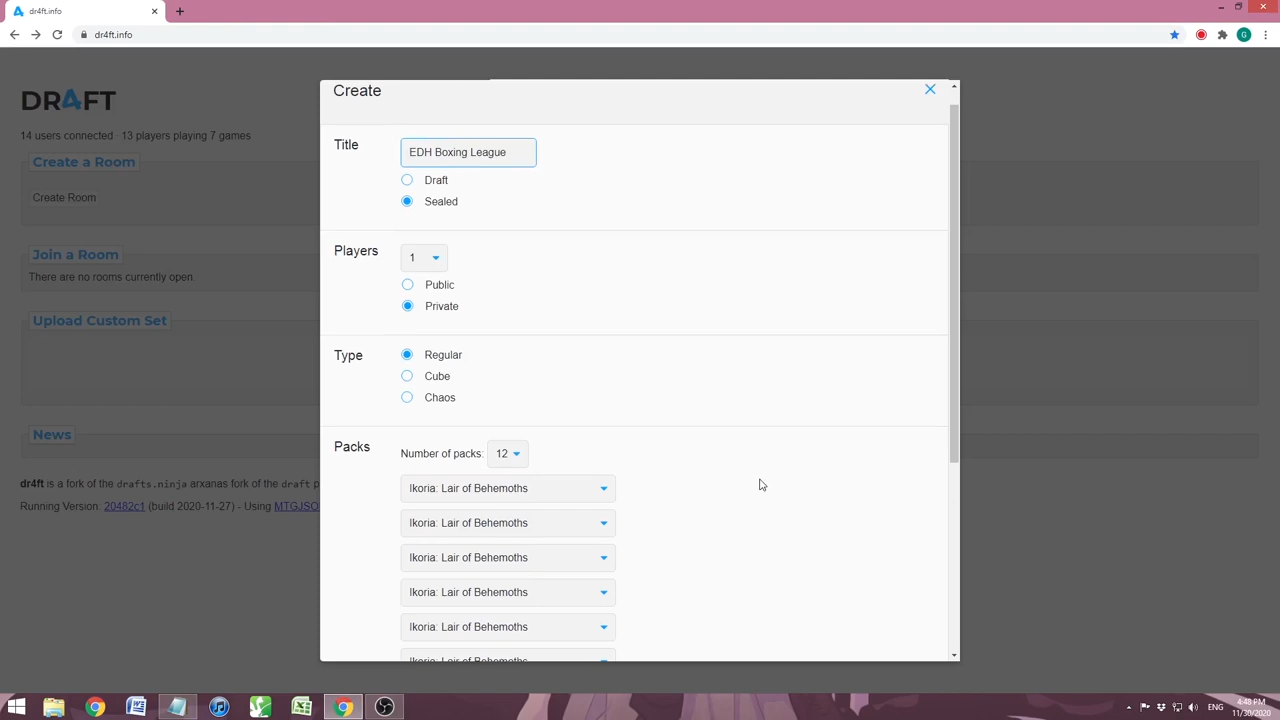 dr4ft.info
dr4ft.info
G
DR4FT
14 users connected · 13 players playing 7 games
Create a Room
Create Room
Join a Room
There are no rooms currently open.
Upload Custom Set
News
dr4ft is a fork of the drafts.ninja arxanas fork of the draft p
Running Version: 20482c1 (build 2020-11-27) - Using MTGJSO
Create
Title
EDH Boxing League
Draft
Sealed
Players
1
Public
Private
Type
Regular
Cube
Chaos
Packs
Number of packs: 12
Ikoria: Lair of Behemoths
Ikoria: Lair of Behemoths
Ikoria: Lair of Behemoths
Ikoria: Lair of Behemoths
Ikoria: Lair of Behemoths
Ikoria: Lair of Behemoths
ENG
4:48 PM
11/30/2020